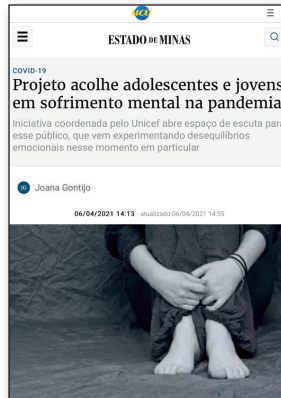 UOL
ESTADO DE MINAS
COVID-19
Projeto acolhe adolescentes e jovens
em sofrimento mental na pandemia
Iniciativa coordenada pelo Unicef abre espaço de escuta para
esse público, que vem experimentando desequilíbrios
emocionais nesse momento em particular
JG Joana Gontijo
06/04/2021 14:13 - atualizado 06/04/2021 14:55